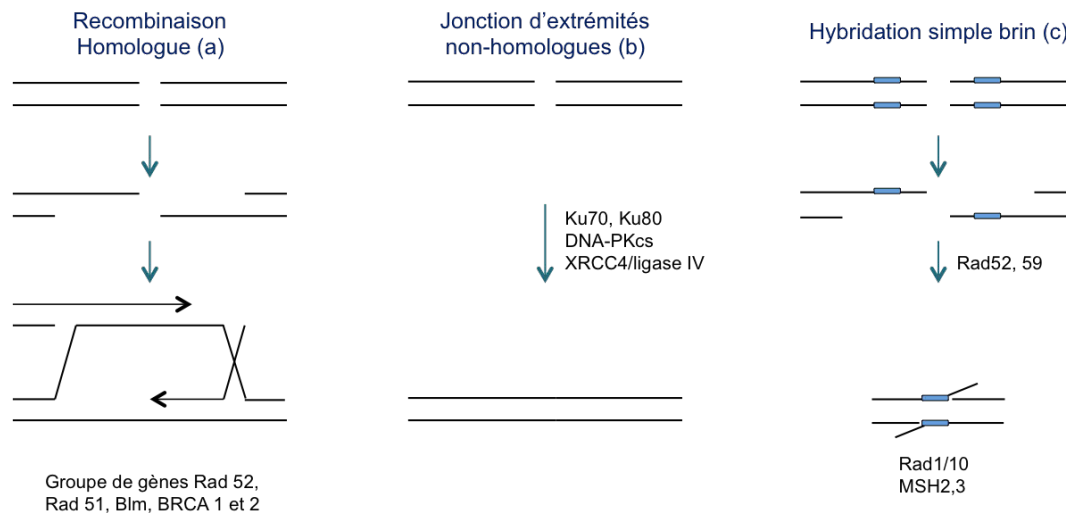 Recombinaison
Homologue (a)
Jonction d'extrémités
non-homologues (b)
Hybridation simple brin (c)
Ku70, Ku80
DNA-PKcs
XRCC4/ligase IV
Rad52, 59
Groupe de gènes Rad 52,
Rad 51, Blm, BRCA 1 et 2
Rad1/10
MSH2,3